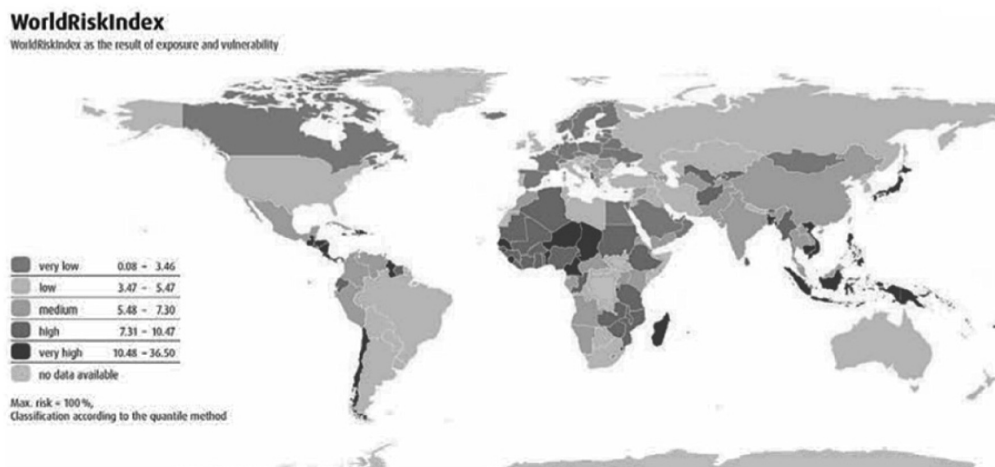 WorldRiskIndex
WorldRiskIndex as the result of exposure and vulnerability
very low 0.08 – 3.46
low 3.47 – 5.47
medium 5.48 – 7.30
high 7.31 – 10.47
very high 10.48 – 36.50
no data available
Max. risk = 100%,
Classification according to the quantile method